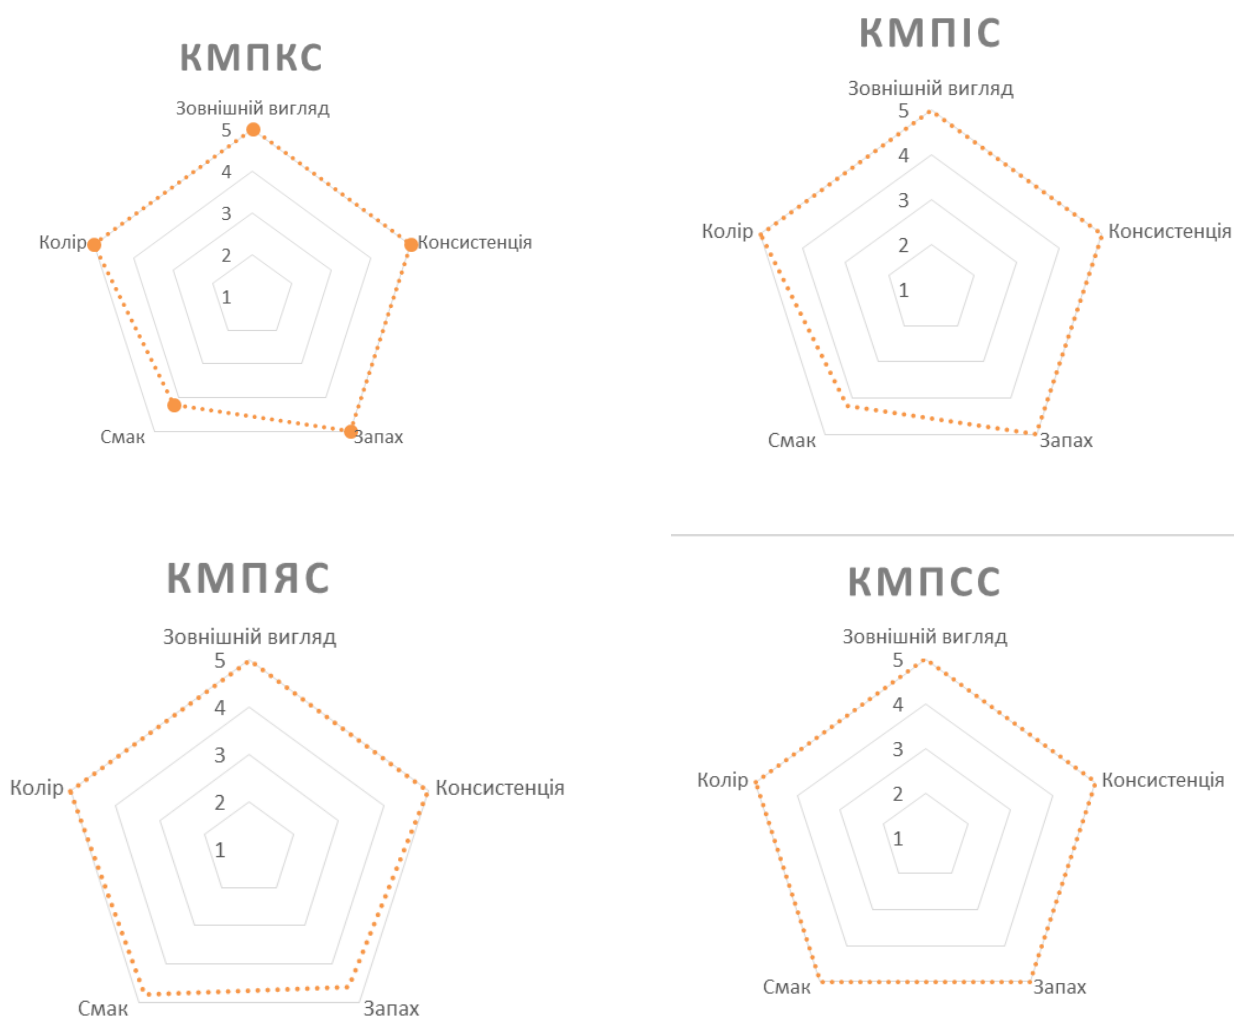 КМПКС
Зовнішній вигляд
5
4
3
2
1
Колір
Консистенція
Смак
Запах
КМПІС
Зовнішній вигляд
5
4
3
2
1
Колір
Консистенція
Смак
Запах
КМПЯС
Зовнішній вигляд
5
4
3
2
1
Колір
Консистенція
Смак
Запах
КМПСС
Зовнішній вигляд
5
4
3
2
1
Колір
Консистенція
Смак
Запах